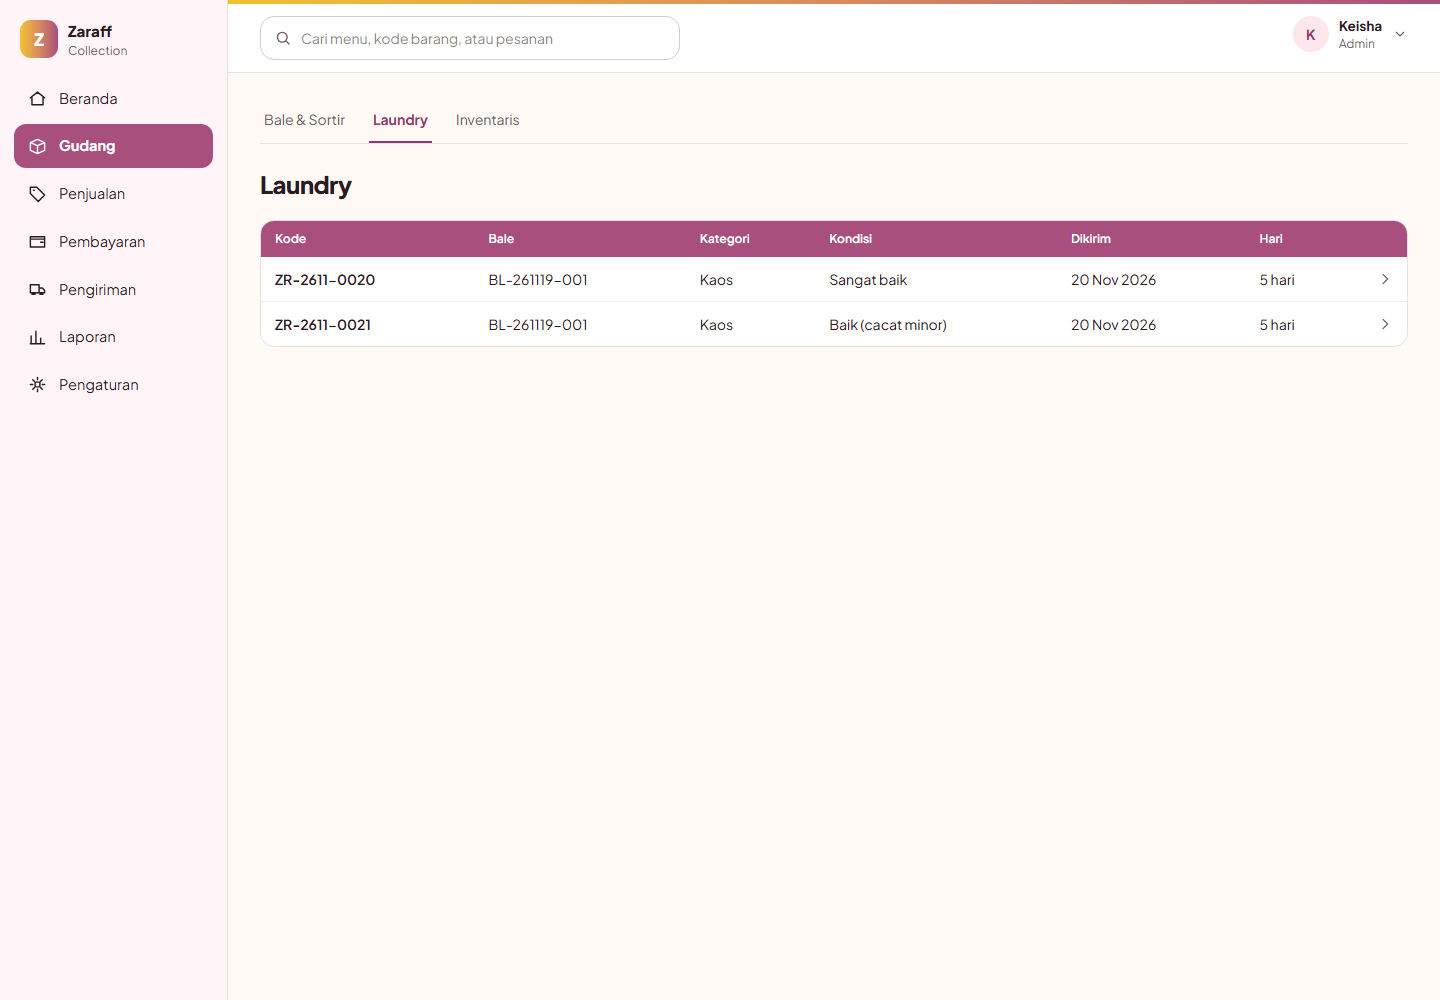 Z
Zaraff
Collection
Beranda
Gudang
Penjualan
Pembayaran
Pengiriman
Laporan
Pengaturan
Cari menu, kode barang, atau pesanan
K
Keisha
Admin
Bale & Sortir Laundry Inventaris
Laundry
Kode Bale Kategori Kondisi Dikirim Hari
ZR-2611-0020 BL-261119-001 Kaos Sangat baik 20 Nov 2026 5 hari
ZR-2611-0021 BL-261119-001 Kaos Baik (cacat minor) 20 Nov 2026 5 hari